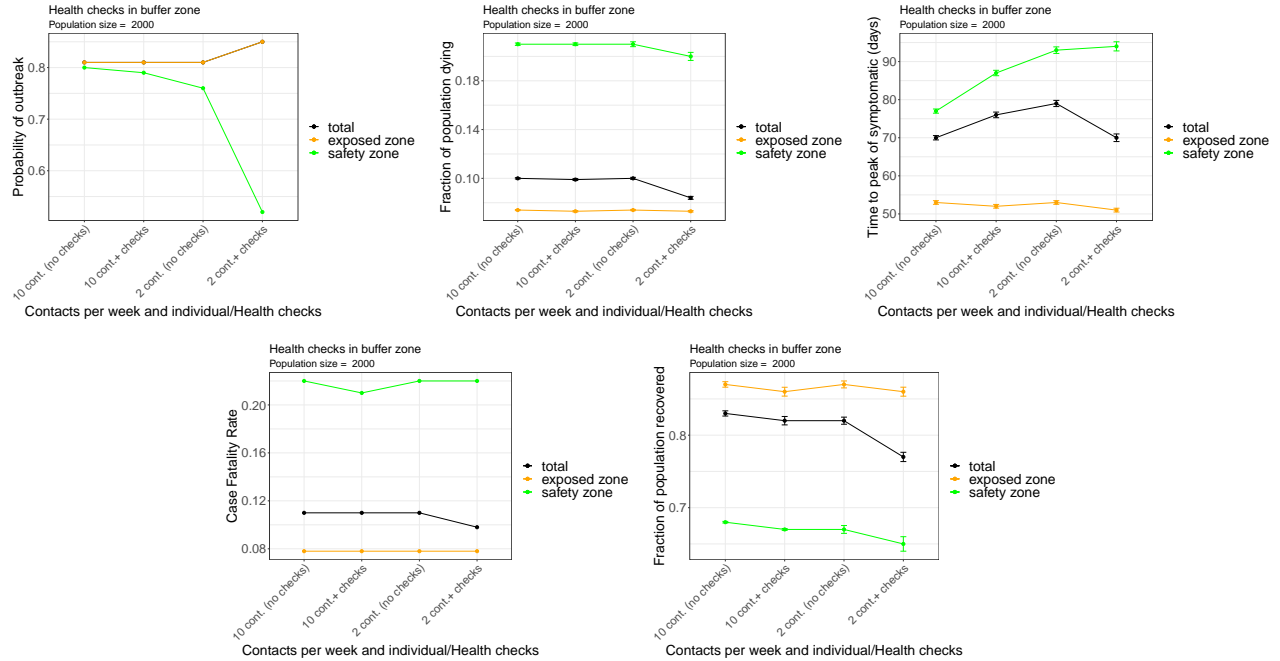 Health checks in buffer zone
Population size = 2000
Probability of outbreak
0.8
0.7
0.6
10 cont. (no checks)
10 cont.+ checks
2 cont. (no checks)
2 cont.+ checks
Contacts per week and individual/Health checks
total
exposed zone
safety zone
Health checks in buffer zone
Population size = 2000
Fraction of population dying
0.18
0.14
0.10
10 cont. (no checks)
10 cont.+ checks
2 cont. (no checks)
2 cont.+ checks
Contacts per week and individual/Health checks
total
exposed zone
safety zone
Health checks in buffer zone
Population size = 2000
Time to peak of symptomatic (days)
90
80
70
60
50
10 cont. (no checks)
10 cont.+ checks
2 cont. (no checks)
2 cont.+ checks
Contacts per week and individual/Health checks
total
exposed zone
safety zone
Health checks in buffer zone
Population size = 2000
Case Fatality Rate
0.20
0.16
0.12
0.08
10 cont. (no checks)
10 cont.+ checks
2 cont. (no checks)
2 cont.+ checks
Contacts per week and individual/Health checks
total
exposed zone
safety zone
Health checks in buffer zone
Population size = 2000
Fraction of population recovered
0.8
0.7
10 cont. (no checks)
10 cont.+ checks
2 cont. (no checks)
2 cont.+ checks
Contacts per week and individual/Health checks
total
exposed zone
safety zone